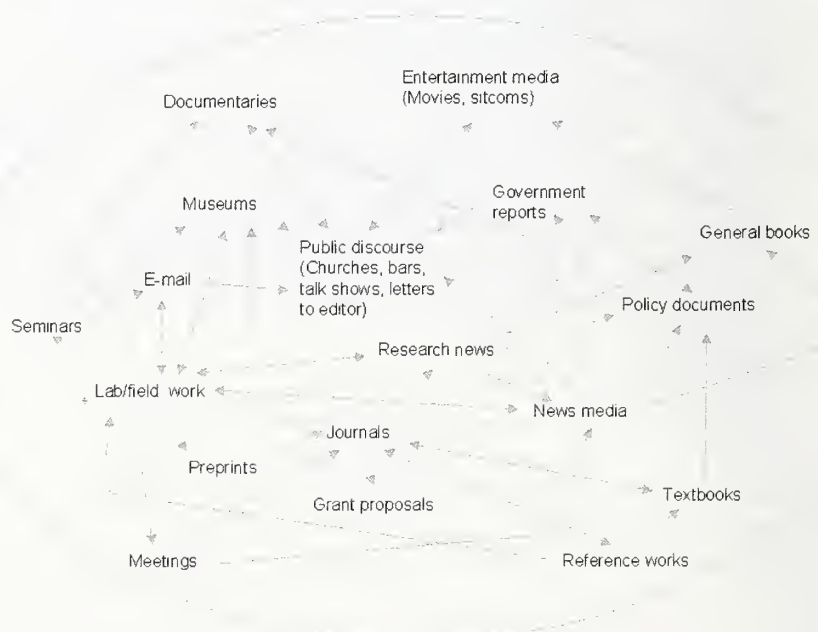 Entertainment media
(Movies, sitcoms)
Documentaries
Government
reports
Museums
General books
Public discourse
(Churches, bars,
talk shows, letters
to editor)
E-mail
Policy documents
Seminars
Research news
Lab/field work
News media
Journals
Preprints
Textbooks
Grant proposals
Meetings
Reference works